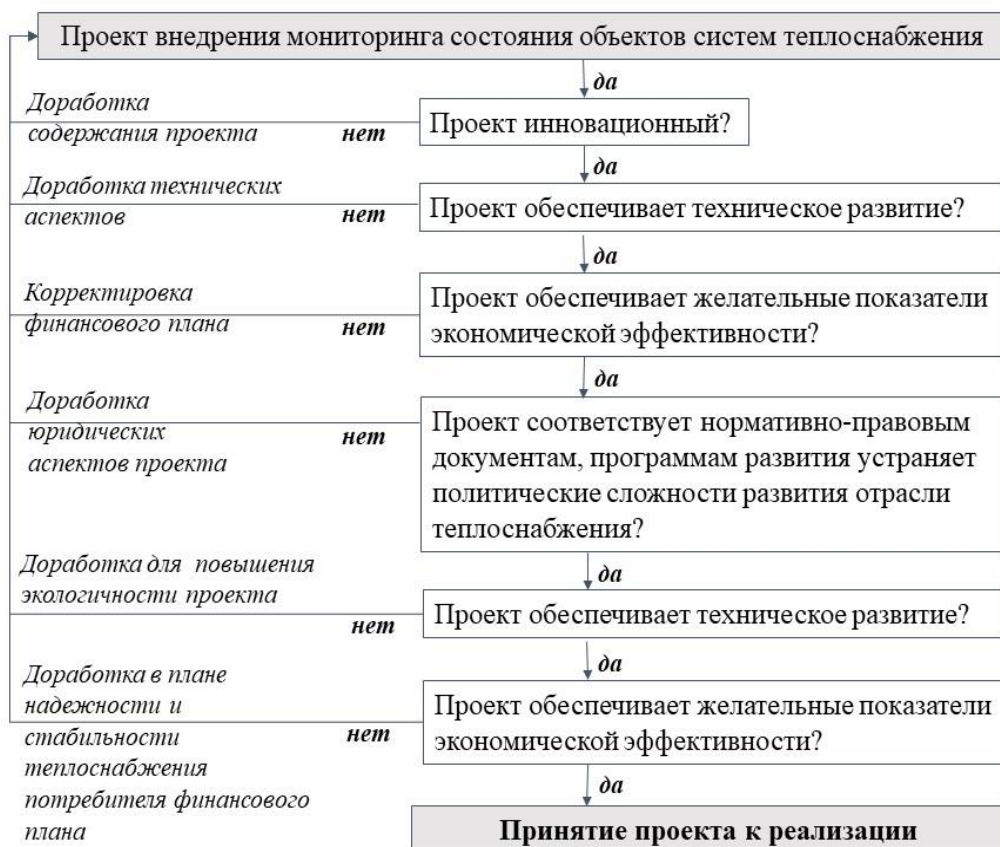 Проект внедрения мониторинга состояния объектов систем теплоснабжения
да
Доработка
содержания проекта
нет
Проект инновационный?
да
Доработка технических
аспектов
нет
Проект обеспечивает техническое развитие?
да
Корректировка
финансового плана
нет
Проект обеспечивает желательные показатели
экономической эффективности?
да
Доработка
юридических
аспектов проекта
нет
Проект соответствует нормативно-правовым
документам, программам развития устраняет
политические сложности развития отрасли
теплоснабжения?
да
Доработка для повышения
экологичности проекта
нет
Проект обеспечивает техническое развитие?
да
Доработка в плане
надежности и
стабильности
теплоснабжения
потребителя финансового
плана
нет
Проект обеспечивает желательные показатели
экономической эффективности?
да
Принятие проекта к реализации